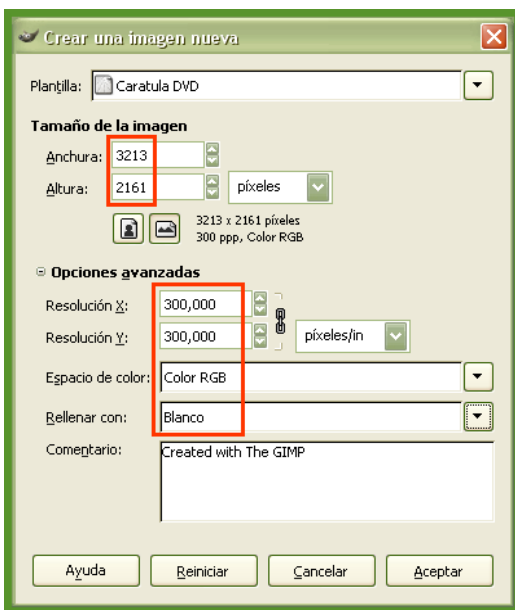 Crear una imagen nueva
Plantilla: Caratula DVD
Tamaño de la imagen
Anchura: 3213
Altura: 2161 píxeles
3213 x 2161 píxeles
300 ppp, Color RGB
Opciones avanzadas
Resolución X: 300,000
Resolución Y: 300,000 píxeles/in
Espacio de color: Color RGB
Rellenar con: Blanco
Comentario: Created with The GIMP
Ayuda Reiniciar Cancelar Aceptar